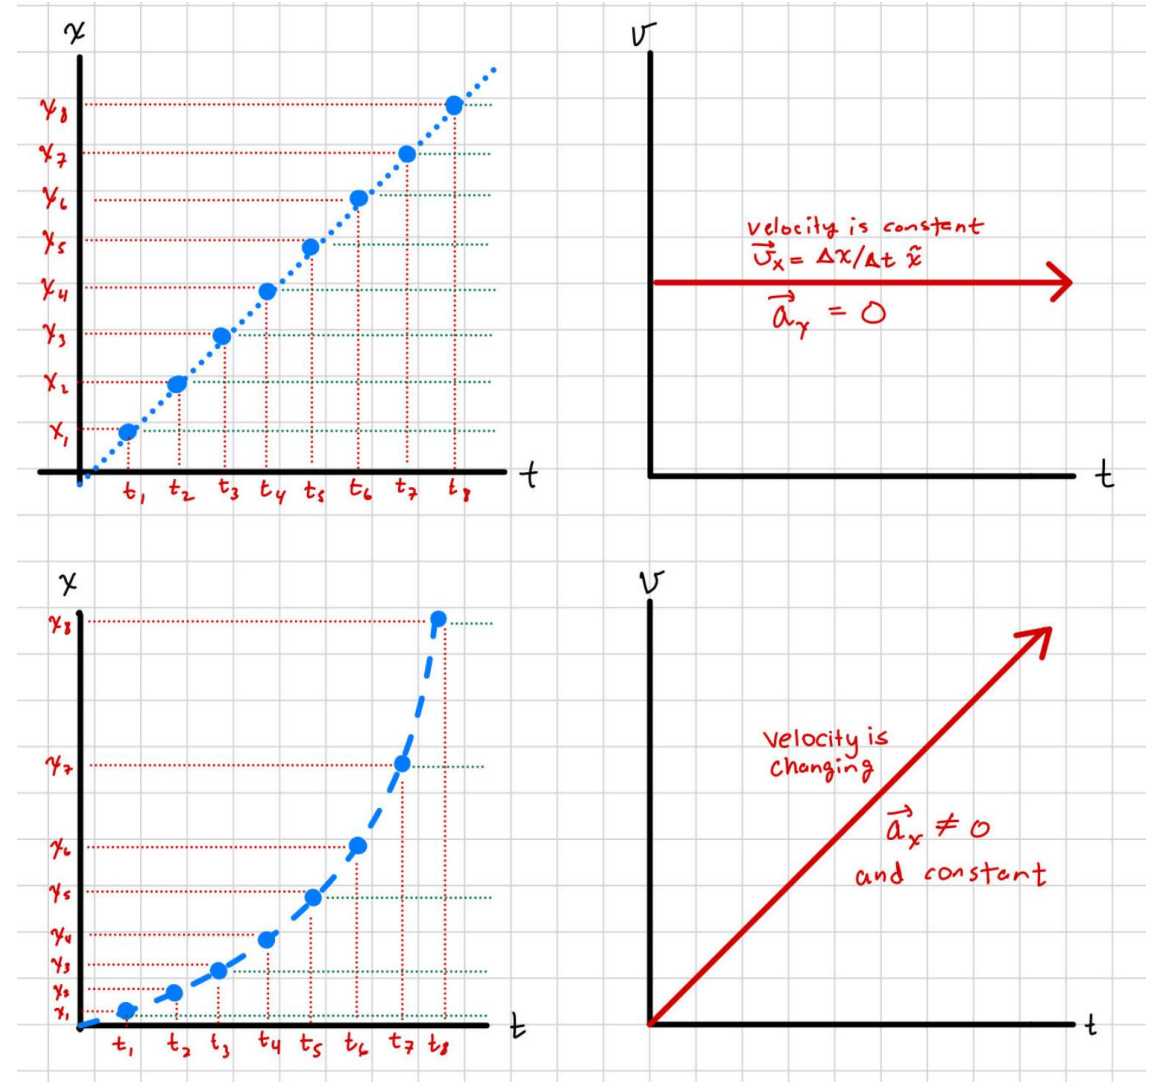 x
x₈
x₇
x₆
x₅
x₄
x₃
x₂
x₁
t₁ t₂ t₃ t₄ t₅ t₆ t₇ t₈
t
v
velocity is constant
v⃗ₓ = Δx/Δt x̂
a⃗ₓ = 0
t
x
x₈
x₇
x₆
x₅
x₄
x₃
x₂
x₁
t₁ t₂ t₃ t₄ t₅ t₆ t₇ t₈
t
v
velocity is
changing
a⃗ₓ ≠ 0
and constant
t